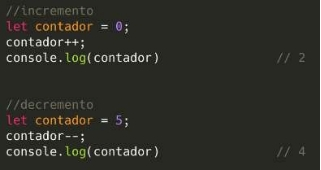 //incremento
let contador = 0;
contador++;
console.log(contador) // 2
//decremento
let contador = 5;
contador--;
console.log(contador) // 4